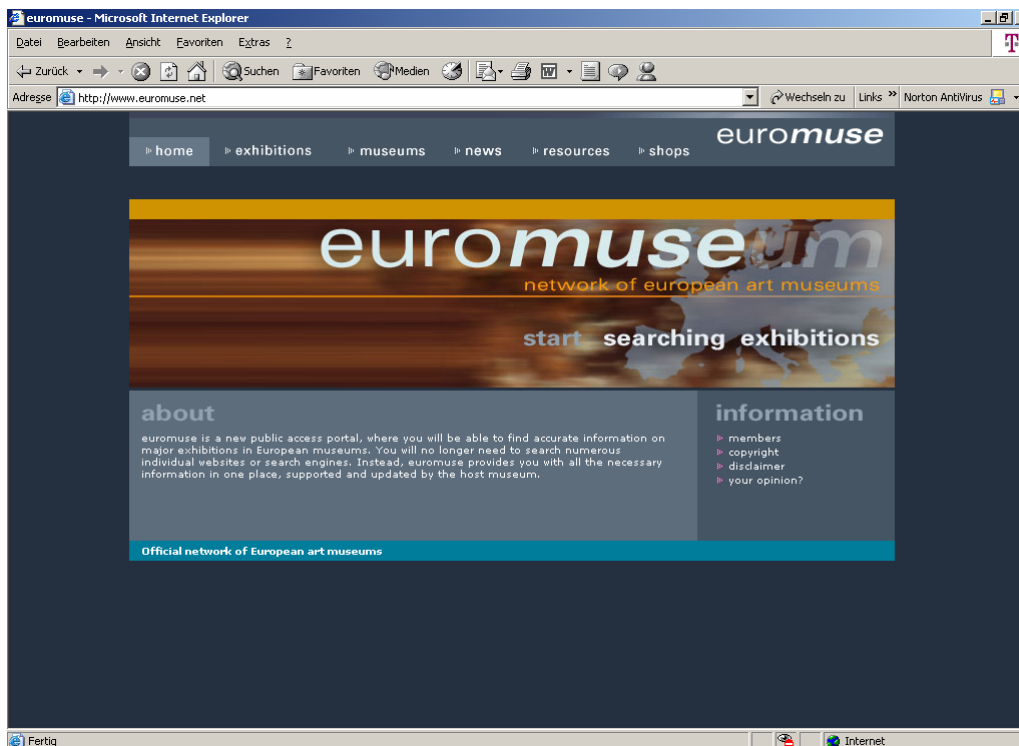 euromuse - Microsoft Internet Explorer
Datei Bearbeiten Ansicht Favoriten Extras ?
Zurück Suchen Favoriten Medien
Adresse http://www.euromuse.net Wechseln zu Links Norton AntiVirus
euromuse
home exhibitions museums news resources shops
euromuseum
network of european art museums
start searching exhibitions
about
euromuse is a new public access portal, where you will be able to find accurate information on
major exhibitions in European museums. You will no longer need to search numerous
individual websites or search engines. Instead, euromuse provides you with all the necessary
information in one place, supported and updated by the host museum.
information
members
copyright
disclaimer
your opinion?
Official network of European art museums
Fertig Internet